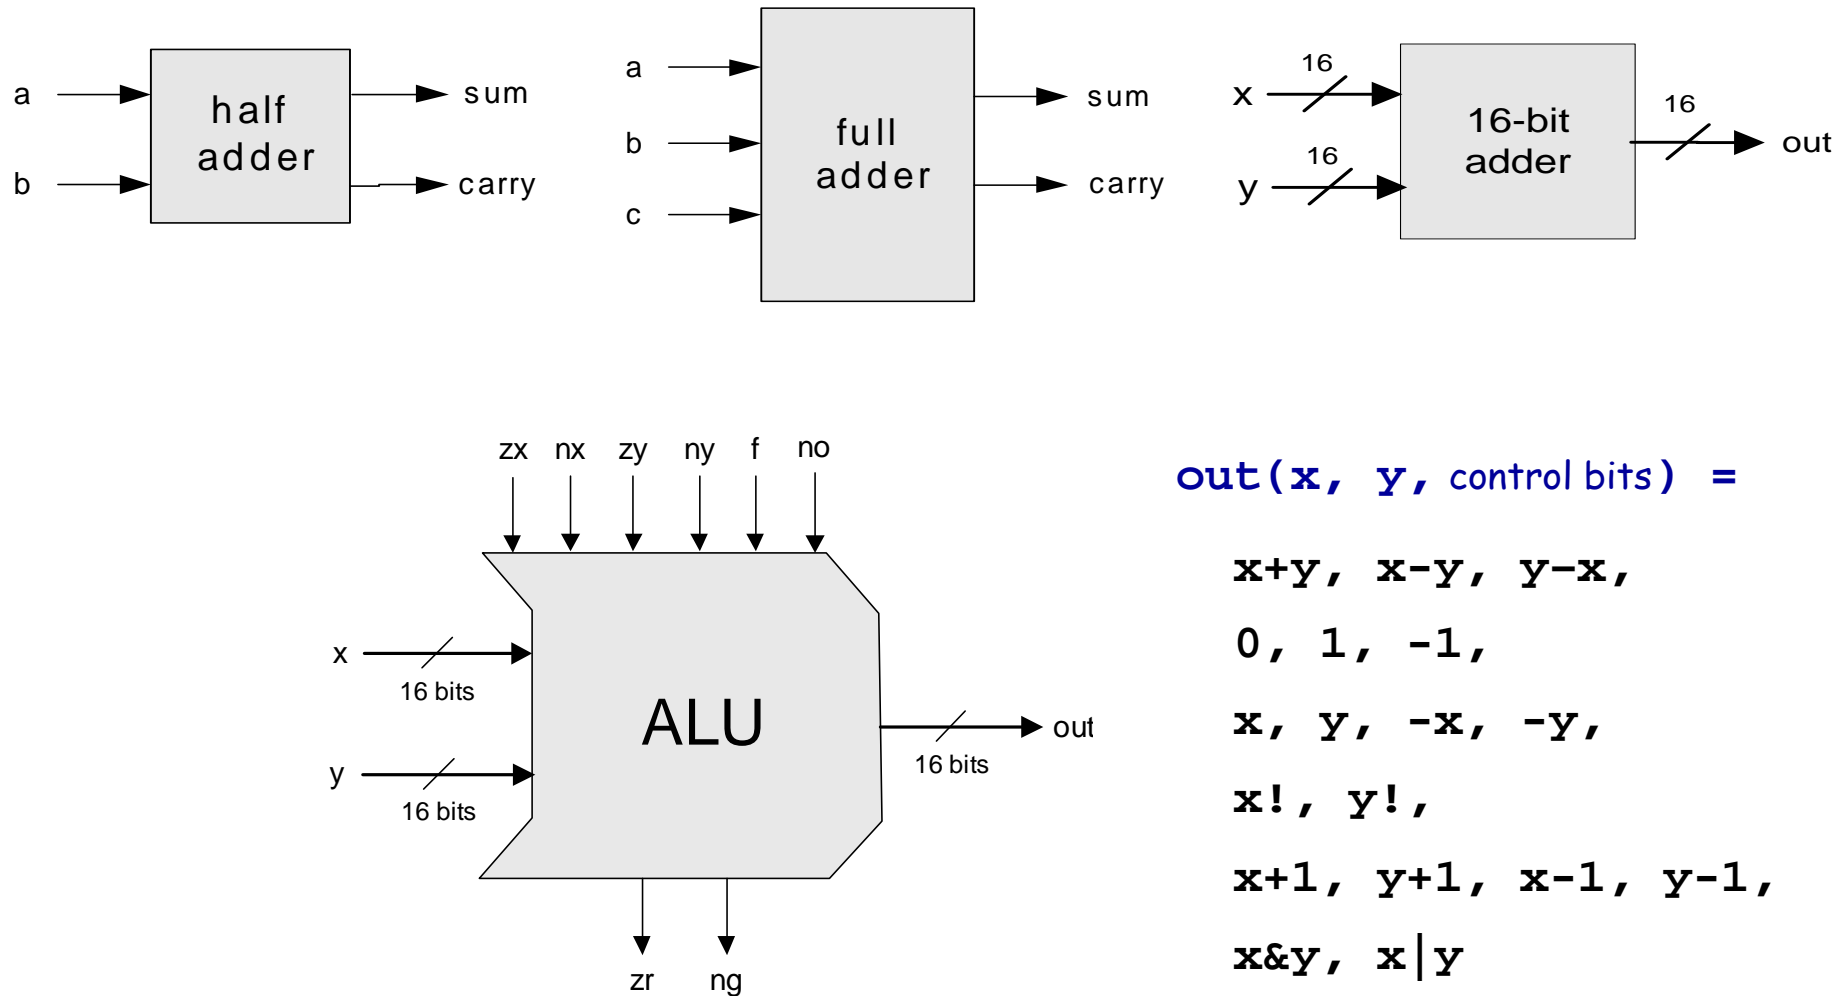 a
b
half
adder
sum
carry
a
b
c
full
adder
sum
carry
x
16
y
16
16-bit
adder
16
out
zx nx zy ny f no
x
16 bits
y
16 bits
ALU
out
16 bits
zr ng
out(x, y, control bits) =
x+y, x-y, y–x,
0, 1, -1,
x, y, -x, -y,
x!, y!,
x+1, y+1, x-1, y-1,
x&y, x|y